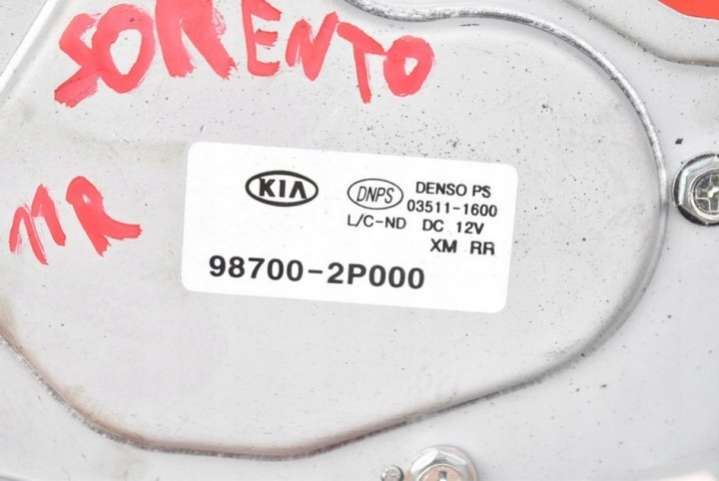 SORENTO
11R
KIA DNPS DENSO PS
03511-1600
L/C-ND DC 12V
XM RR
98700-2P000